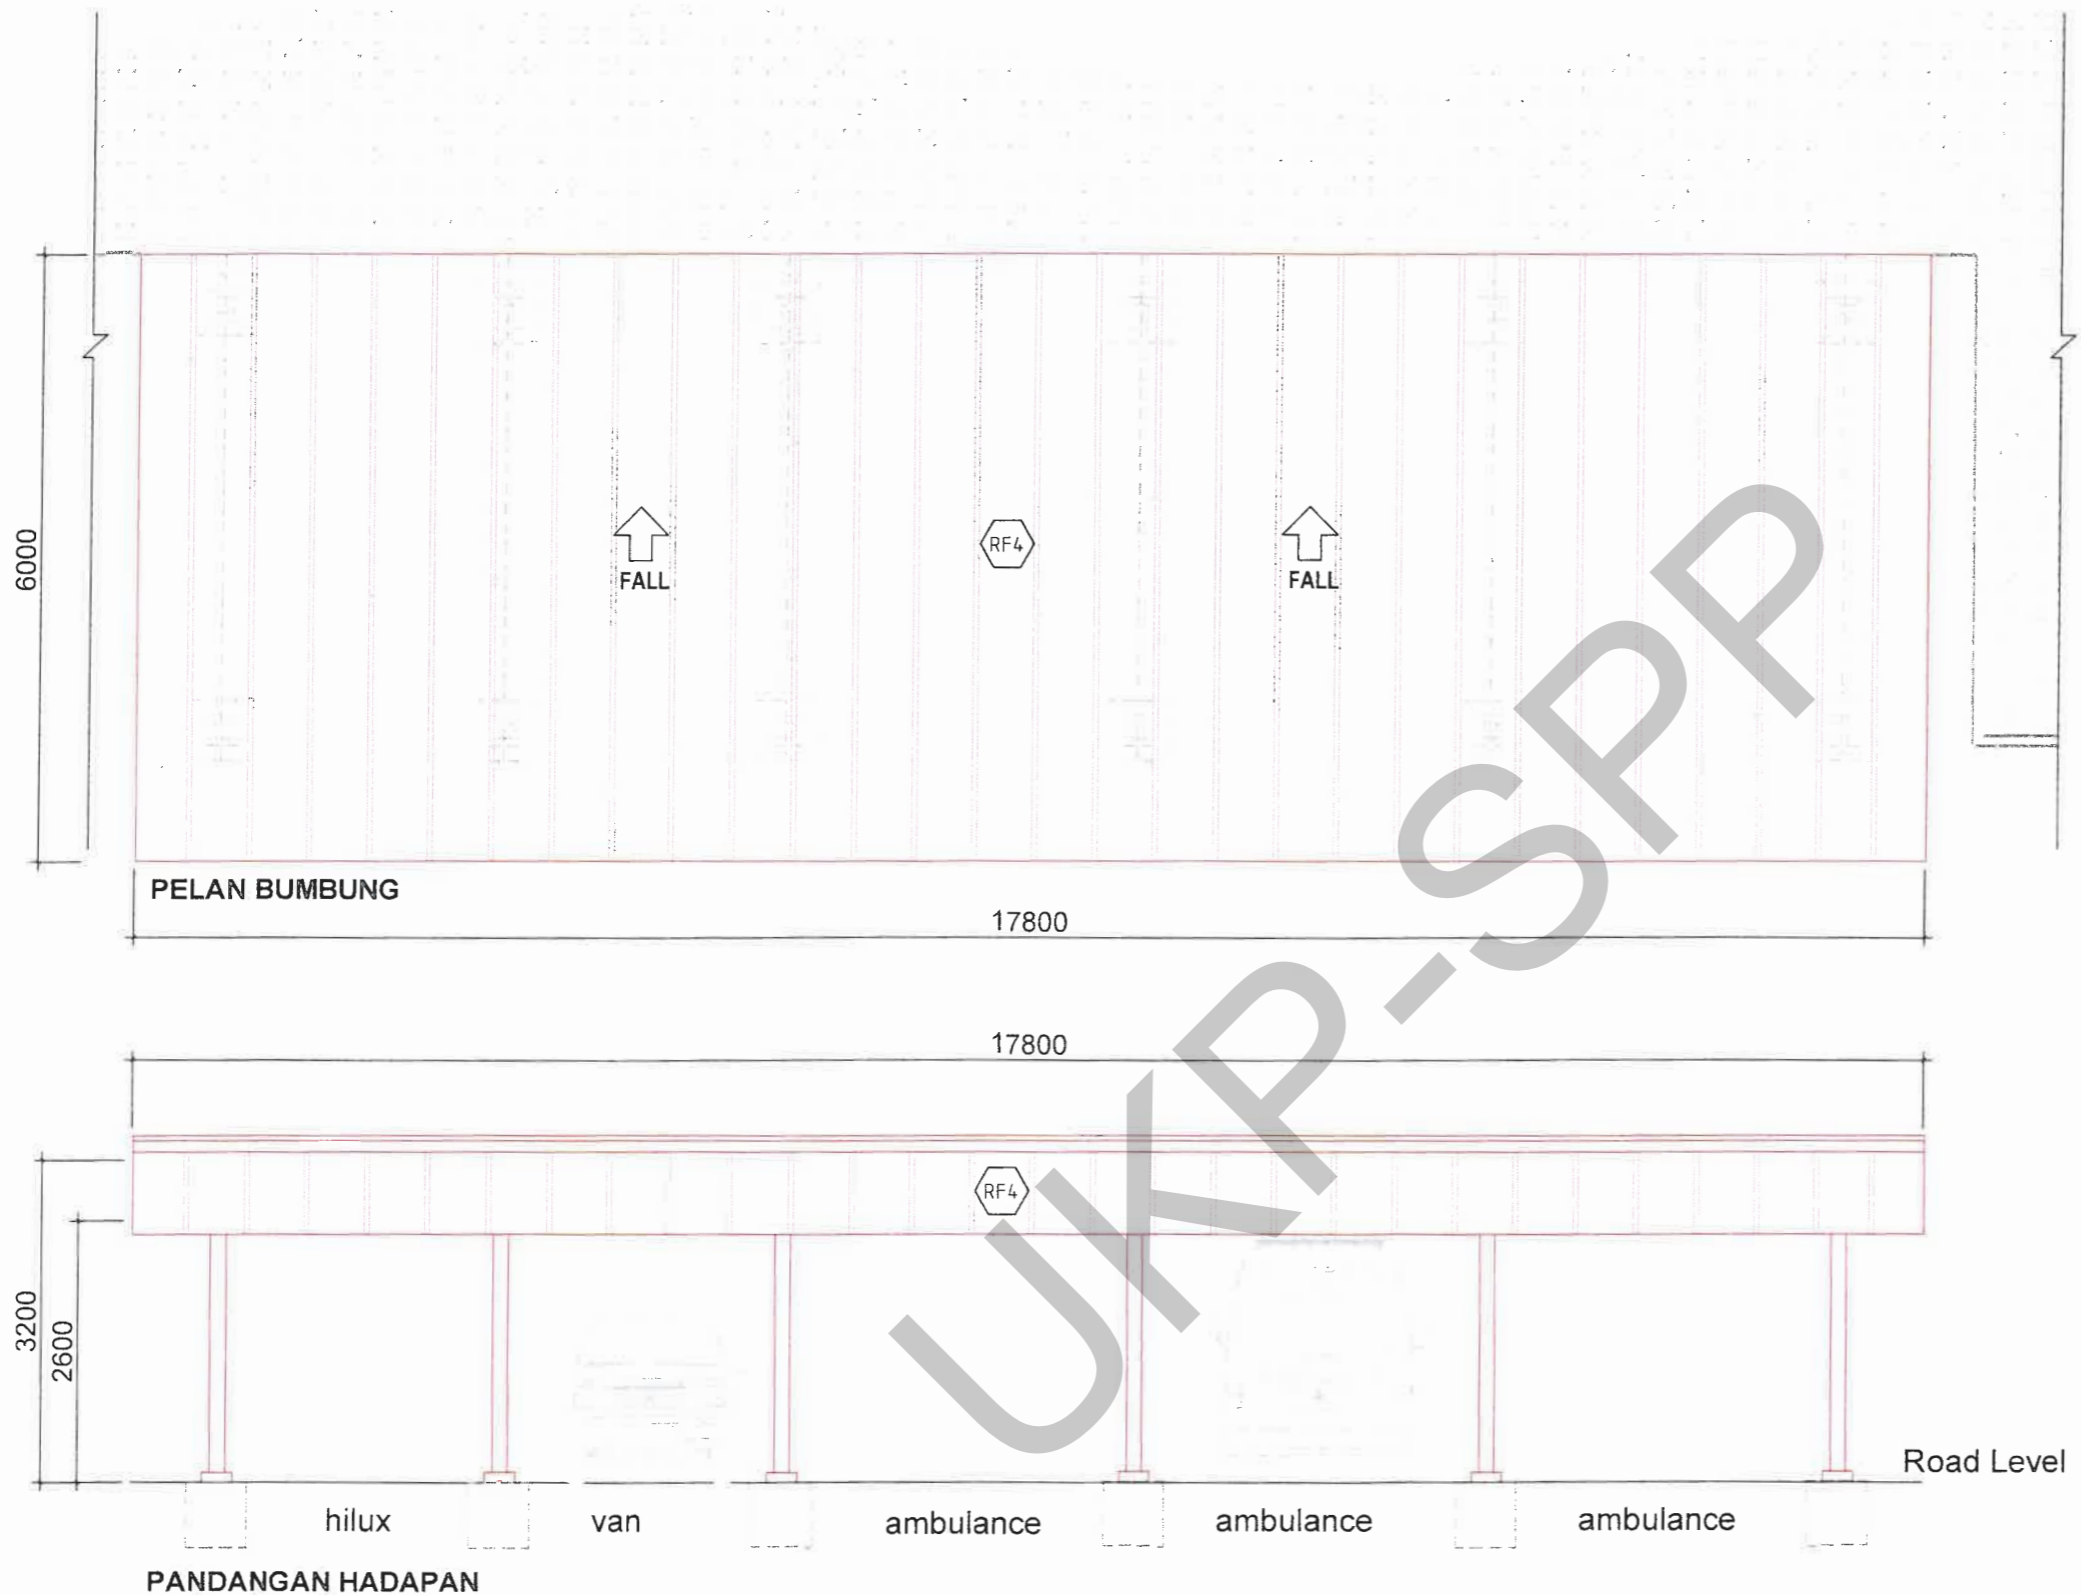 6000
FALL
RF4
FALL
PELAN BUMBUNG
17800
17800
RF4
3200
2600
Road Level
hilux
van
ambulance
ambulance
ambulance
PANDANGAN HADAPAN
UKP-SPP